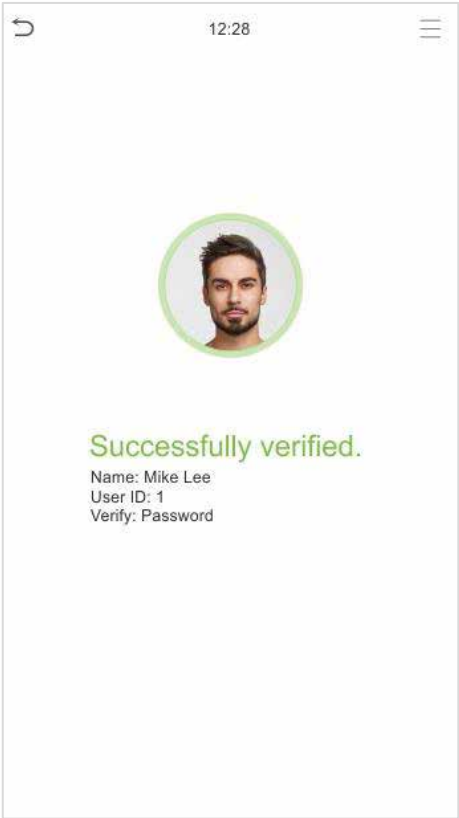 12:28
Successfully verified.
Name: Mike Lee
User ID: 1
Verify: Password